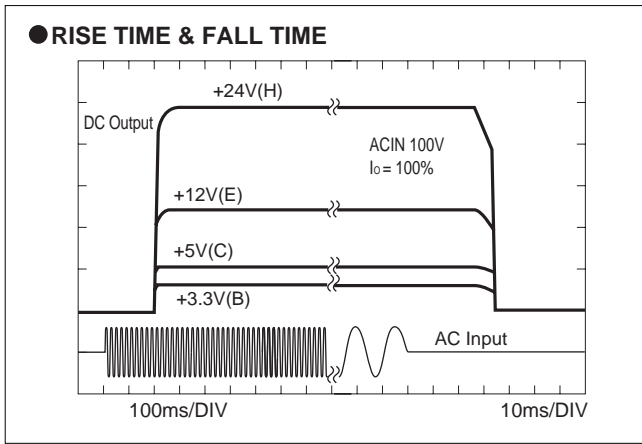 ●RISE TIME & FALL TIME
+24V(H)
DC Output
ACIN 100V
Io = 100%
+12V(E)
+5V(C)
+3.3V(B)
AC Input
100ms/DIV
10ms/DIV